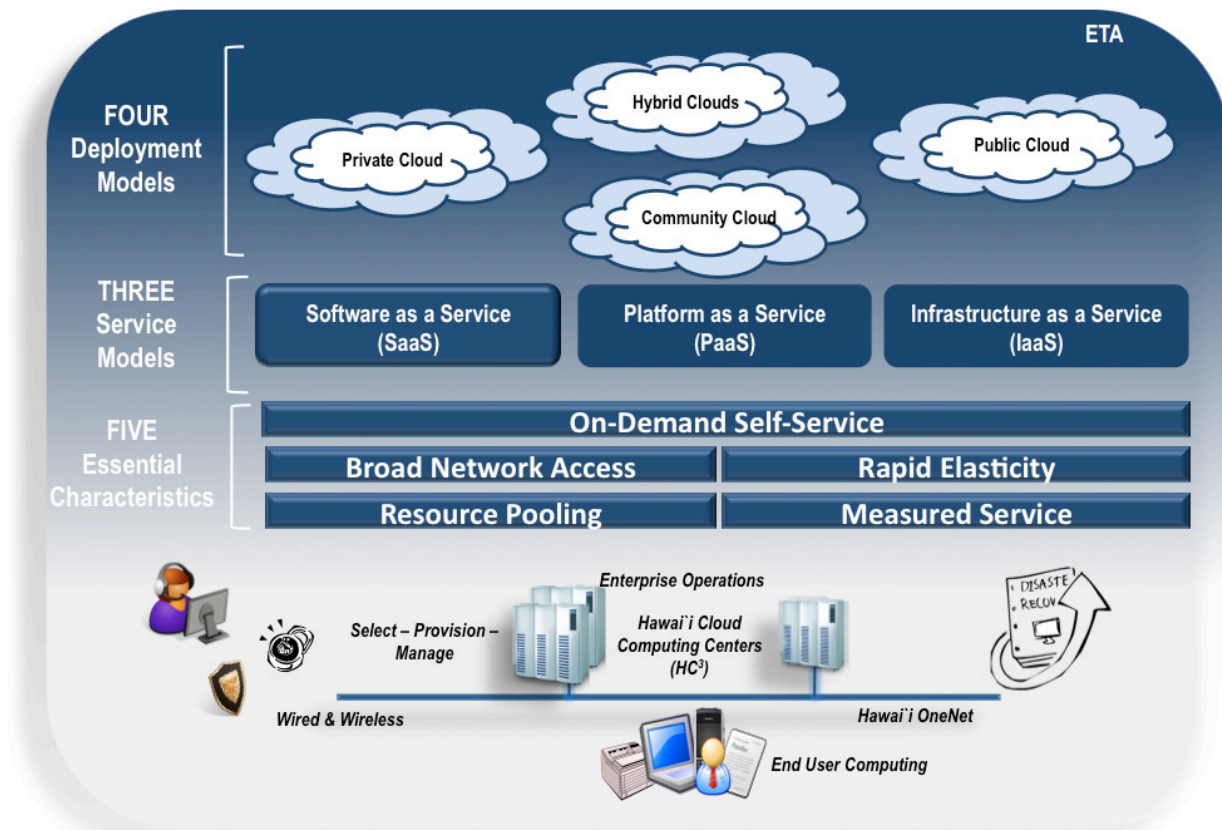 ETA
FOUR
Deployment
Models
Private Cloud
Hybrid Clouds
Community Cloud
Public Cloud
THREE
Service
Models
Software as a Service
(SaaS)
Platform as a Service
(PaaS)
Infrastructure as a Service
(IaaS)
FIVE
Essential
Characteristics
On-Demand Self-Service
Broad Network Access
Rapid Elasticity
Resource Pooling
Measured Service
Enterprise Operations
Select – Provision –
Manage
Hawai`i Cloud
Computing Centers
(HC³)
DISASTE
RECOV
Wired & Wireless
Hawai`i OneNet
End User Computing